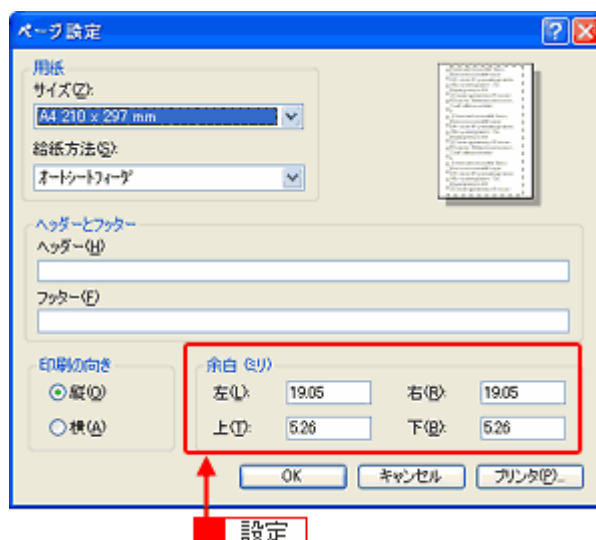 ページ設定
用紙
サイズ(Z):
A4 210 x 297 mm
給紙方法(S):
オートシートフィーダ
ヘッダーとフッター
ヘッダー(H)
フッター(F)
印刷の向き
縦(O)
横(A)
余白 (ミリ)
左(L): 19.05 右(R): 19.05
上(T): 5.26 下(B): 5.26
OK キャンセル プリンタ(P)...
設定